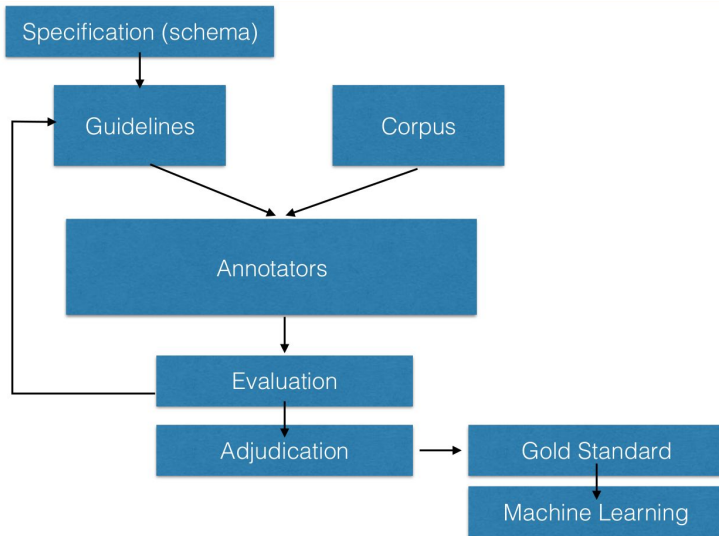 Specification (schema)
Guidelines
Corpus
Annotators
Evaluation
Adjudication
Gold Standard
Machine Learning